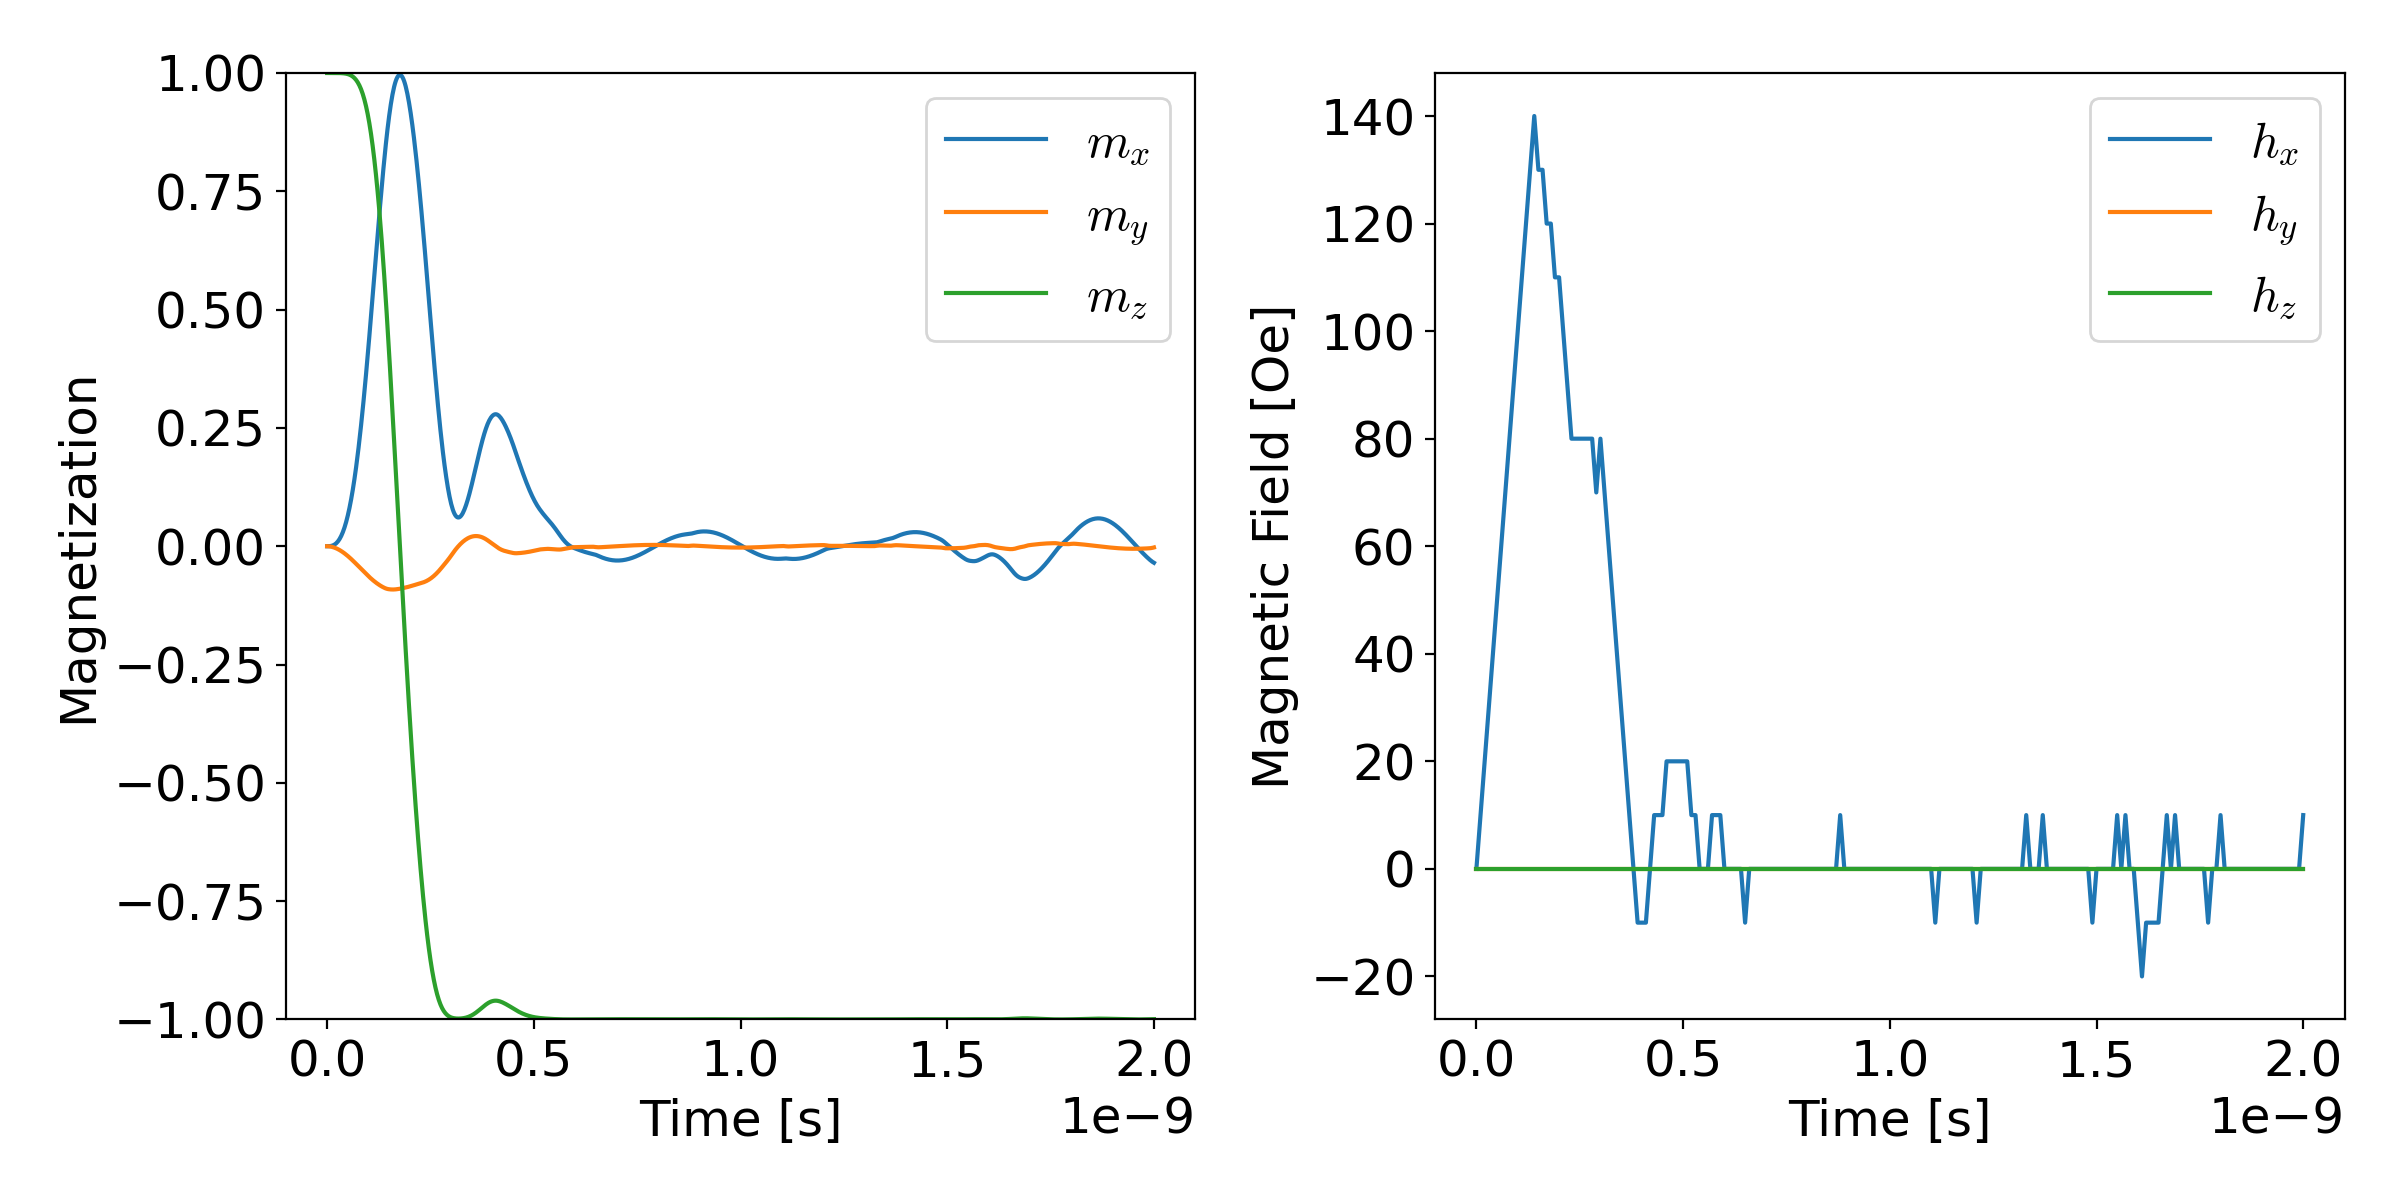 Magnetization
1.00
0.75
0.50
0.25
0.00
−0.25
−0.50
−0.75
−1.00
0.0 0.5 1.0 1.5 2.0
Time [s]
1e−9
m_x
m_y
m_z
Magnetic Field [Oe]
140
120
100
80
60
40
20
0
−20
0.0 0.5 1.0 1.5 2.0
Time [s]
1e−9
h_x
h_y
h_z